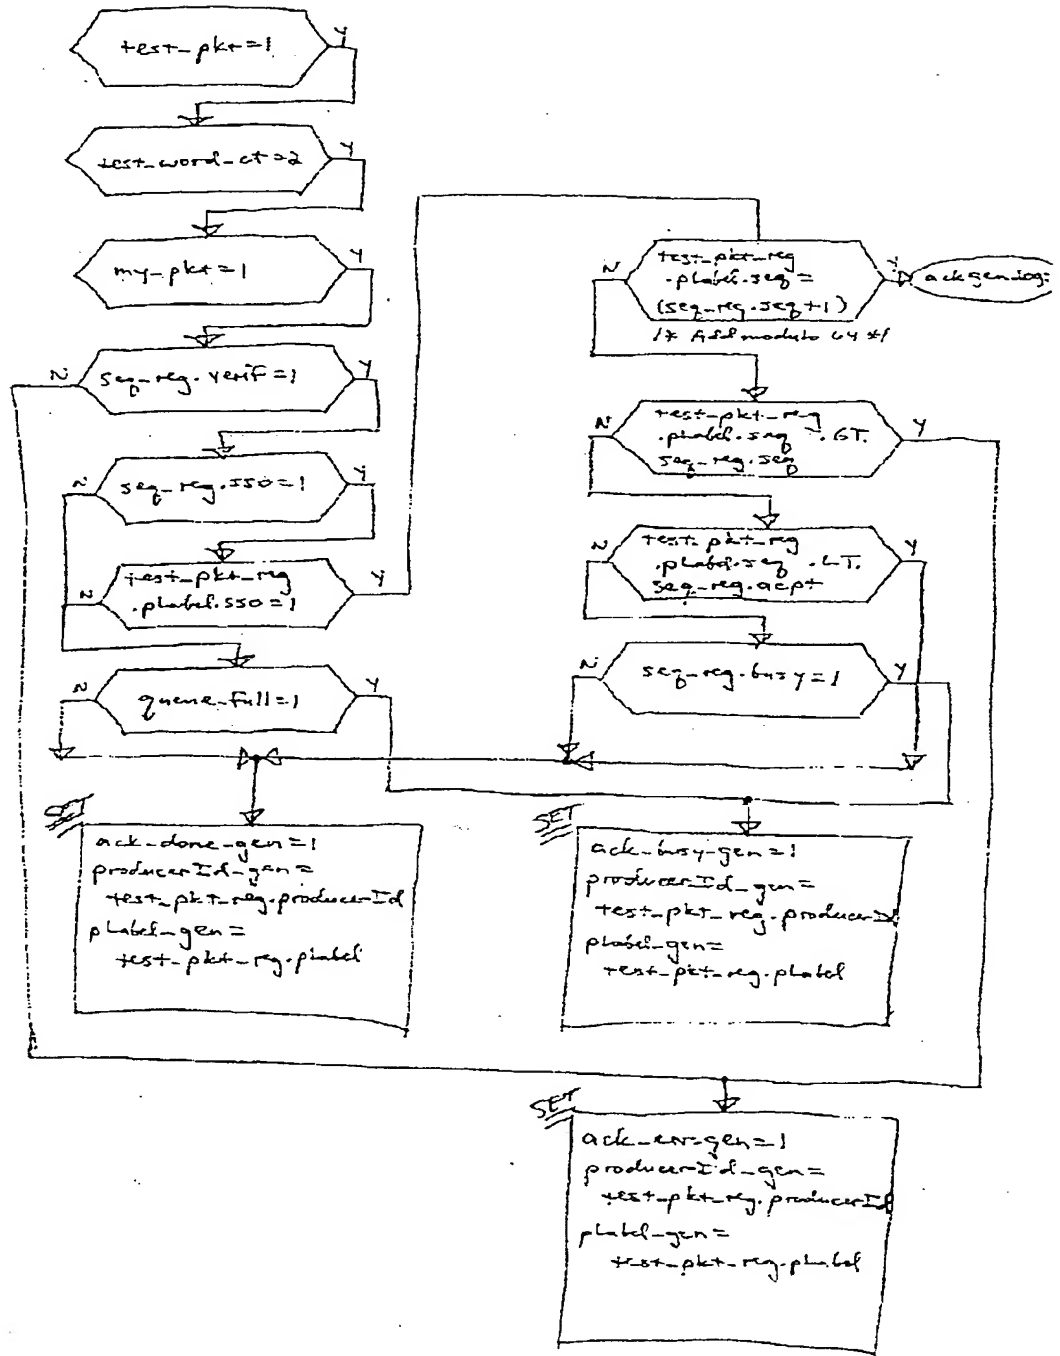 test_pkt=1
Y
test_word_ct=2
Y
my_pkt=1
Y
N
seq_reg.verif=1
Y
N
seq_reg.sso=1
Y
N
test_pkt_reg
.plabel.sso=1
Y
N
queue_full=1
Y
N
test_pkt_reg
.plabel.seq=
(seq_reg.seq+1)
/* Add modulo 64 */
Y
N
test_pkt_reg
.plabel.seq .GT.
seq_reg.seq
Y
N
test_pkt_reg
.plabel.seq .LT.
seq_reg.acpt
Y
N
seq_reg.busy=1
Y
SET
ack_done_gen=1
producerId_gen=
test_pkt_reg.producerId
plabel_gen=
test_pkt_reg.plabel
SET
ack_busy_gen=1
producerId_gen=
test_pkt_reg.producerId
plabel_gen=
test_pkt_reg.plabel
SET
ack_err_gen=1
producerId_gen=
test_pkt_reg.producerId
plabel_gen=
test_pkt_reg.plabel